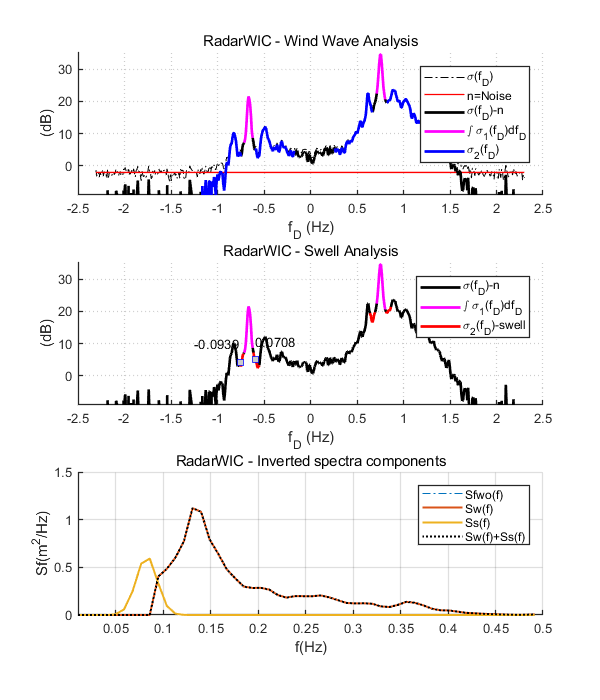 RadarWIC - Wind Wave Analysis
(dB)
30
20
10
0
σ(f_D)
n=Noise
σ(f_D)-n
∫ σ_1(f_D)df_D
σ_2(f_D)
-2.5 -2 -1.5 -1 -0.5 0 0.5 1 1.5 2 2.5
f_D (Hz)
RadarWIC - Swell Analysis
(dB)
30
20
10
0
σ(f_D)-n
∫ σ_1(f_D)df_D
σ_2(f_D)-swell
-0.0939 0.0708
-2.5 -2 -1.5 -1 -0.5 0 0.5 1 1.5 2 2.5
f_D (Hz)
RadarWIC - Inverted spectra components
Sf(m²/Hz)
1.5
1
0.5
0
Sfwo(f)
Sw(f)
Ss(f)
Sw(f)+Ss(f)
0.05 0.1 0.15 0.2 0.25 0.3 0.35 0.4 0.45 0.5
f(Hz)